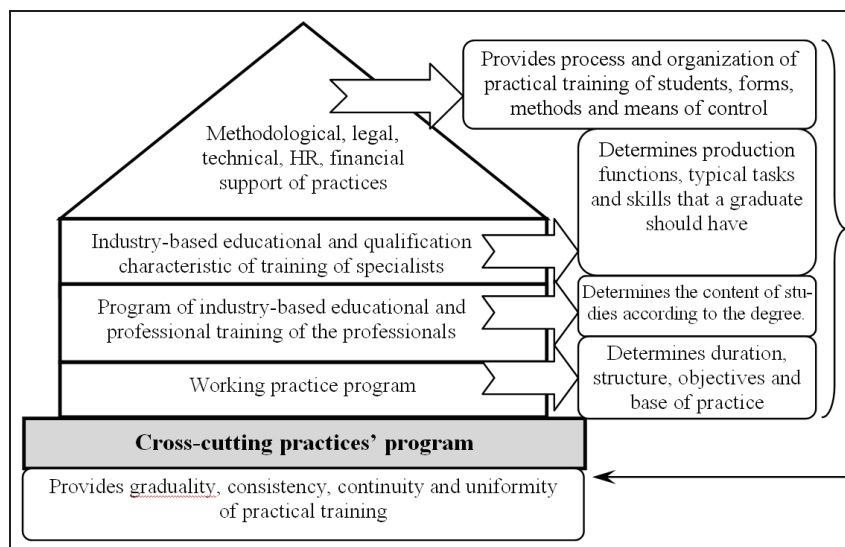 Provides process and organization of
practical training of students, forms,
methods and means of control
Methodological, legal,
technical, HR, financial
support of practices
Determines production
functions, typical tasks
and skills that a graduate
should have
Industry-based educational and qualification
characteristic of training of specialists
Program of industry-based educational and
professional training of the professionals
Determines the content of stu-
dies according to the degree.
Working practice program
Determines duration,
structure, objectives and
base of practice
Cross-cutting practices’ program
Provides graduality, consistency, continuity and uniformity
of practical training